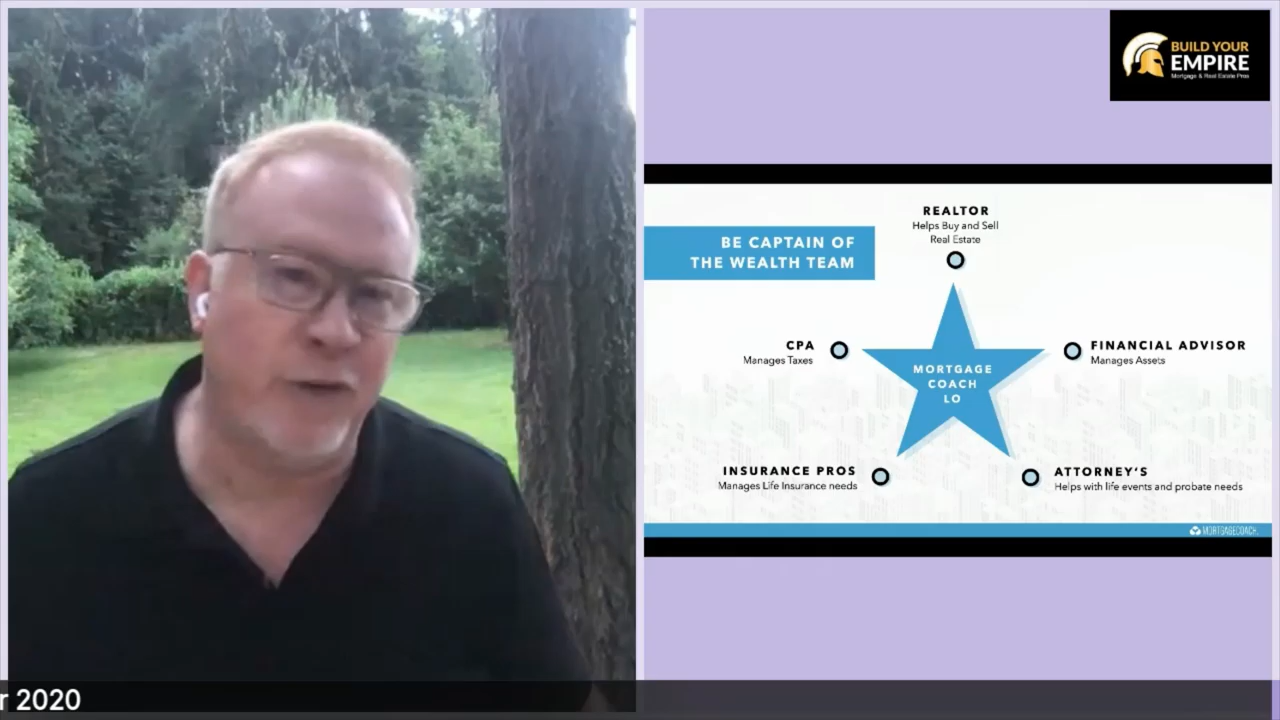 BUILD YOUR
EMPIRE
Mortgage & Real Estate Pros
BE CAPTAIN OF
THE WEALTH TEAM
REALTOR
Helps Buy and Sell
Real Estate
CPA
Manages Taxes
FINANCIAL ADVISOR
Manages Assets
MORTGAGE
COACH
LO
INSURANCE PROS
Manages Life Insurance needs
ATTORNEY'S
Helps with life events and probate needs
MORTGAGECOACH
r 2020